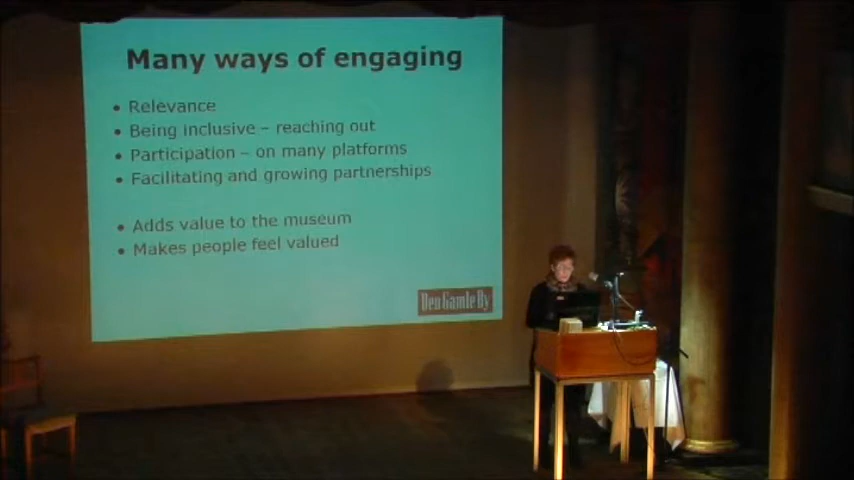 Many ways of engaging
• Relevance
• Being inclusive – reaching out
• Participation – on many platforms
• Facilitating and growing partnerships
• Adds value to the museum
• Makes people feel valued
Den Gamle By